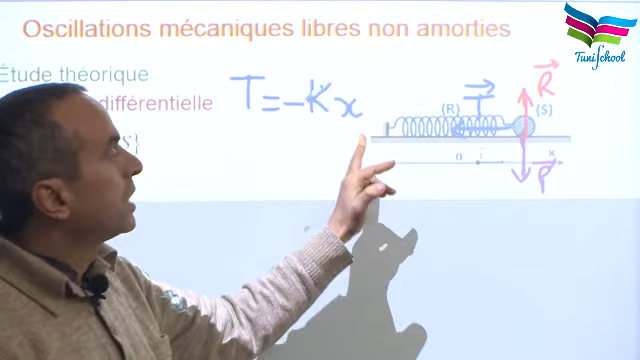 Oscillations mécaniques libres non amorties
TuniSchool
Étude théorique
différentielle
S}
T = -Kx
T
R
(R)
(S)
o
i
x
P